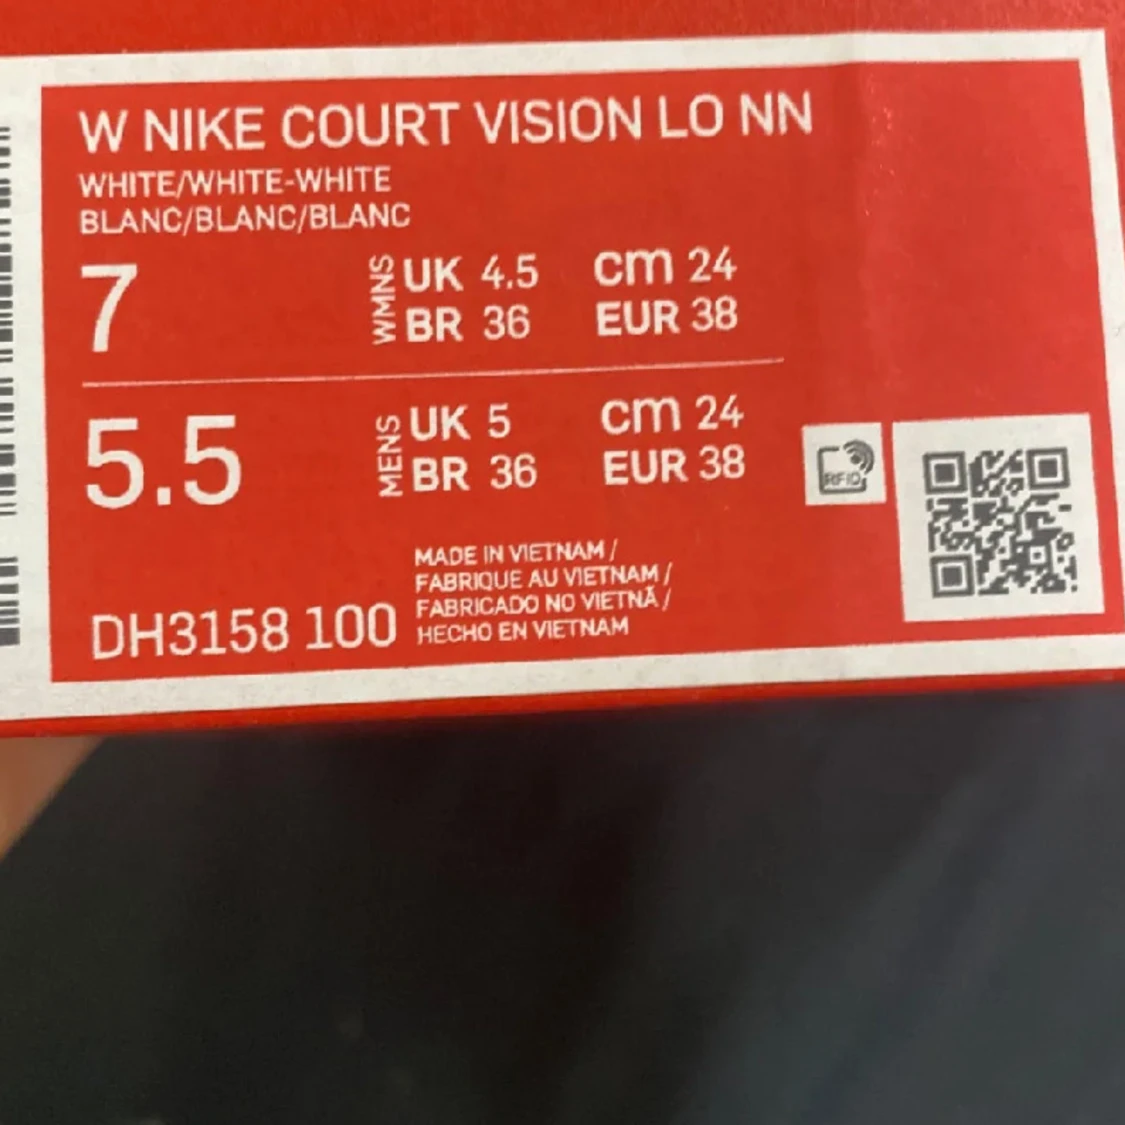 W NIKE COURT VISION LO NN
WHITE/WHITE-WHITE
BLANC/BLANC/BLANC
7 WMNS UK 4.5 cm 24
BR 36 EUR 38
5.5 MENS UK 5 cm 24
BR 36 EUR 38
RFID
MADE IN VIETNAM /
FABRIQUE AU VIETNAM /
FABRICADO NO VIETNÃ /
HECHO EN VIETNAM
DH3158 100